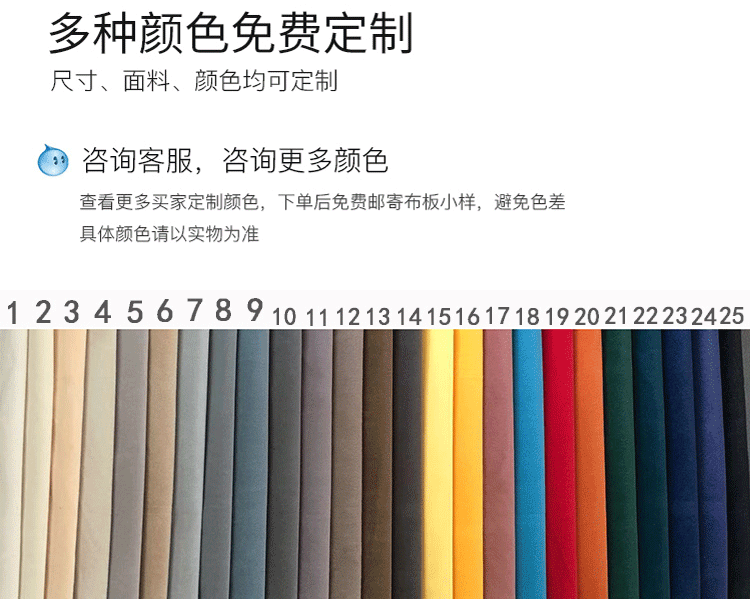 多种颜色免费定制
尺寸、面料、颜色均可定制
咨询客服，咨询更多颜色
查看更多买家定制颜色，下单后免费邮寄布板小样，避免色差
具体颜色请以实物为准
1 2 3 4 5 6 7 8 9 10 11 12 13 14 15 16 17 18 19 20 21 22 23 24 25